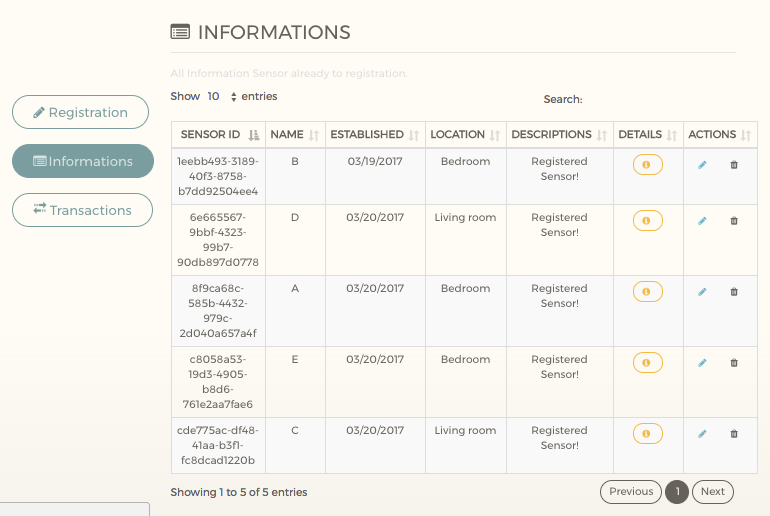 INFORMATIONS
All Information Sensor already to registration.
Show 10 entries
Search:
Registration
Informations
Transactions
SENSOR ID NAME ESTABLISHED LOCATION DESCRIPTIONS DETAILS ACTIONS
1eebb493-3189- B 03/19/2017 Bedroom Registered
40f3-8758- Sensor!
b7dd92504ee4
6e665567- D 03/20/2017 Living room Registered
9bbf-4323- Sensor!
99b7-
90db897d0778
8f9ca68c- A 03/20/2017 Bedroom Registered
585b-4432- Sensor!
979c-
2d040a657a4f
c8058a53- E 03/20/2017 Bedroom Registered
19d3-4905- Sensor!
b8d6-
761e2aa7fae6
cde775ac-df48- C 03/20/2017 Living room Registered
41aa-b3f1- Sensor!
fc8dcad1220b
Showing 1 to 5 of 5 entries
Previous 1 Next